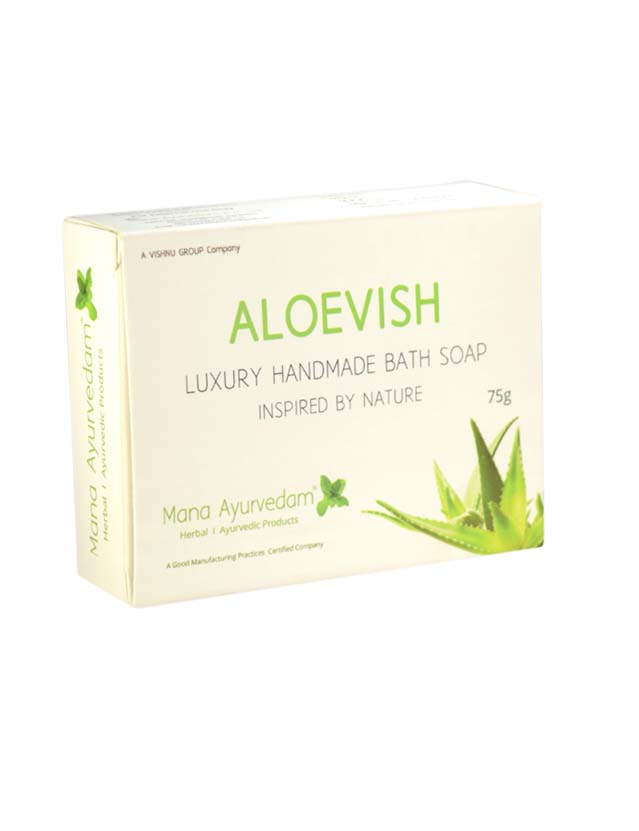 A VISHNU GROUP Company
ALOEVISH
LUXURY HANDMADE BATH SOAP
INSPIRED BY NATURE
75g
Mana Ayurvedam
Herbal | Ayurvedic Products
A Good Manufacturing Practices Certified Company
Mana Ayurvedam
Herbal | Ayurvedic Products